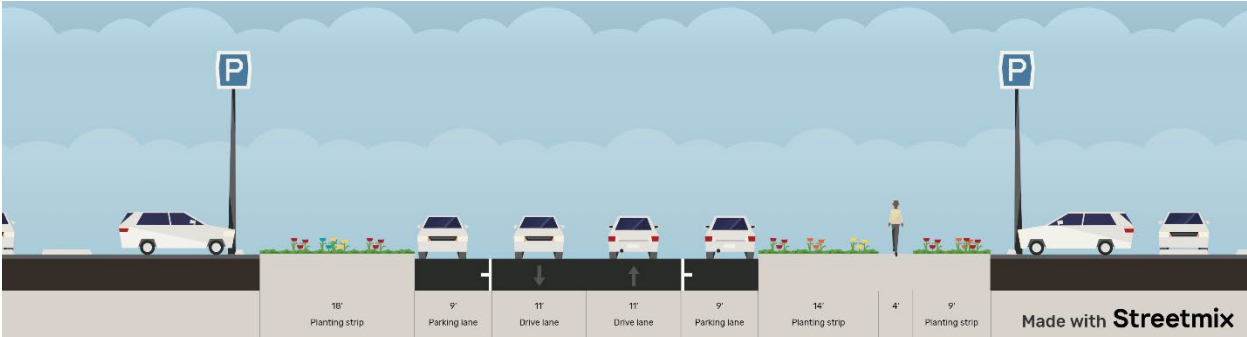 P
P
18'
Planting strip
9'
Parking lane
11'
Drive lane
11'
Drive lane
9'
Parking lane
14'
Planting strip
4'
9'
Planting strip
Made with Streetmix